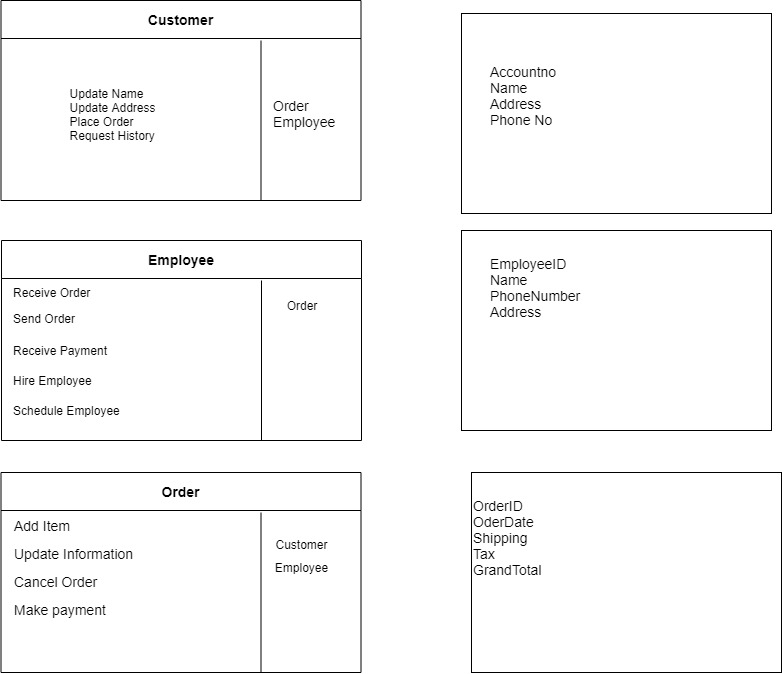 Customer
Update Name
Update Address
Place Order
Request History
Order
Employee
Accountno
Name
Address
Phone No
Employee
Receive Order
Send Order
Receive Payment
Hire Employee
Schedule Employee
Order
EmployeeID
Name
PhoneNumber
Address
Order
Add Item
Update Information
Cancel Order
Make payment
Customer
Employee
OrderID
OderDate
Shipping
Tax
GrandTotal